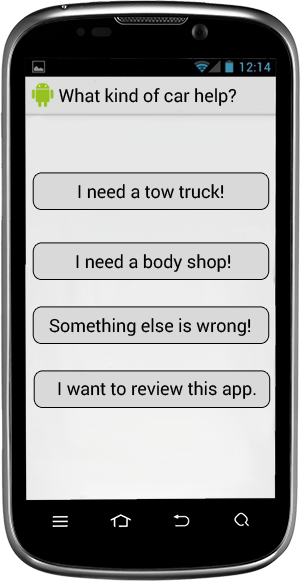 12:14
What kind of car help?
I need a tow truck!
I need a body shop!
Something else is wrong!
I want to review this app.